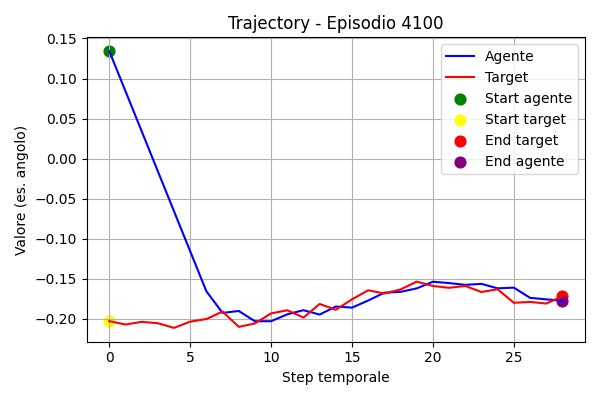 Trajectory - Episodio 4100
Valore (es. angolo)
0.15
0.10
0.05
0.00
−0.05
−0.10
−0.15
−0.20
Agente
Target
Start agente
Start target
End target
End agente
0 5 10 15 20 25
Step temporale